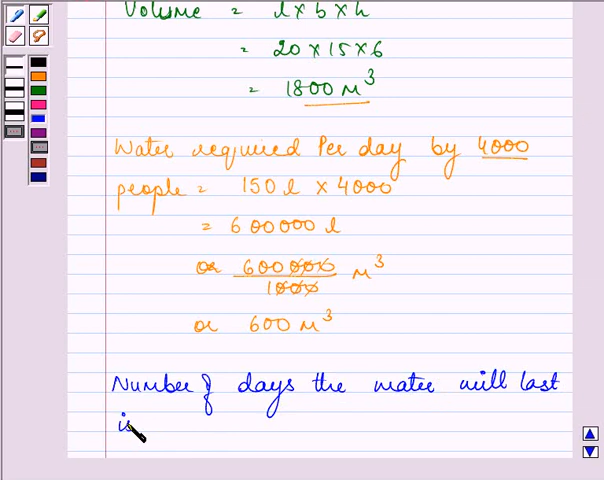 Volume = l x b x h
= 20 x 15 x 6
= 1800 M³
Water required Per day by 4000
people = 150 l x 4000
= 600000 l
or 600000/1000 M³
or 600 M³
Number of days the water will last
is